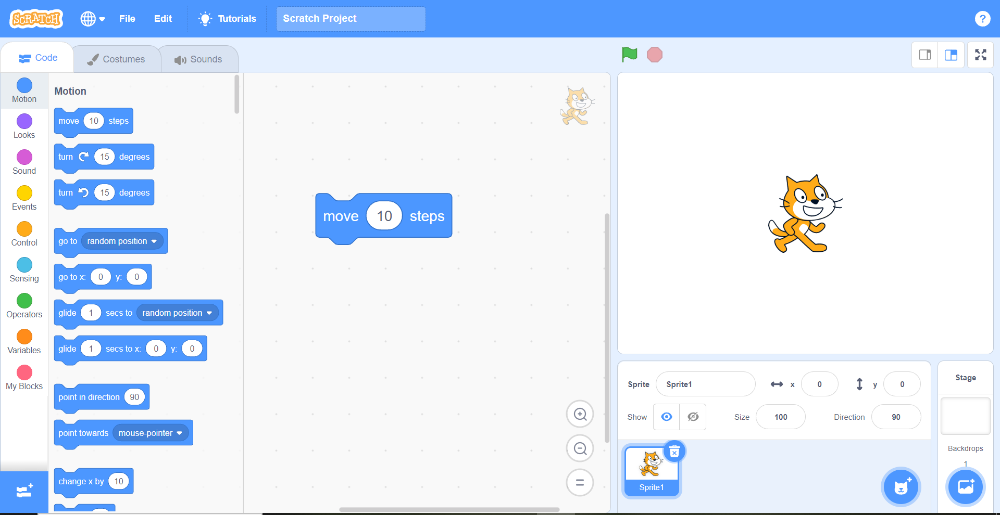 SCRATCH File Edit Tutorials Scratch Project ?
Code Costumes Sounds
Motion
Looks
Sound
Events
Control
Sensing
Operators
Variables
My Blocks
Motion
move 10 steps
turn 15 degrees
turn 15 degrees
go to random position
go to x: 0 y: 0
glide 1 secs to random position
glide 1 secs to x: 0 y: 0
point in direction 90
point towards mouse-pointer
change x by 10
move 10 steps
Sprite Sprite1 x 0 y 0
Show Size 100 Direction 90
Sprite1
Stage
Backdrops
1